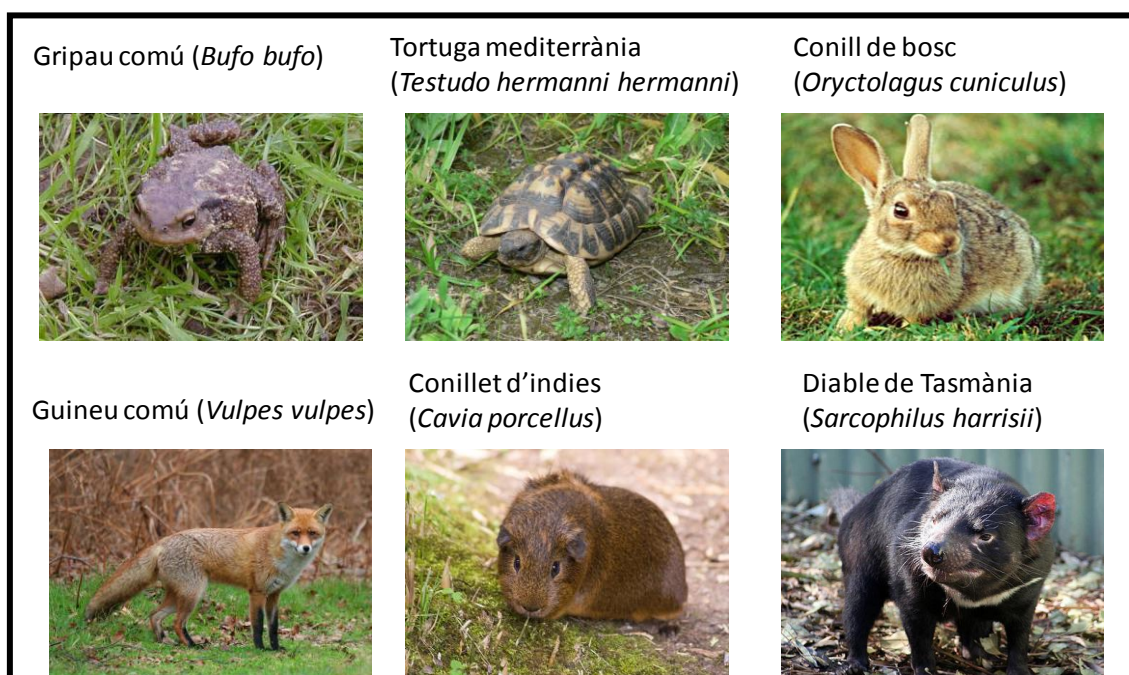 Gripau comú (Bufo bufo)
Tortuga mediterrània
(Testudo hermanni hermanni)
Conill de bosc
(Oryctolagus cuniculus)
Guineu comú (Vulpes vulpes)
Conillet d’indies
(Cavia porcellus)
Diable de Tasmània
(Sarcophilus harrisii)